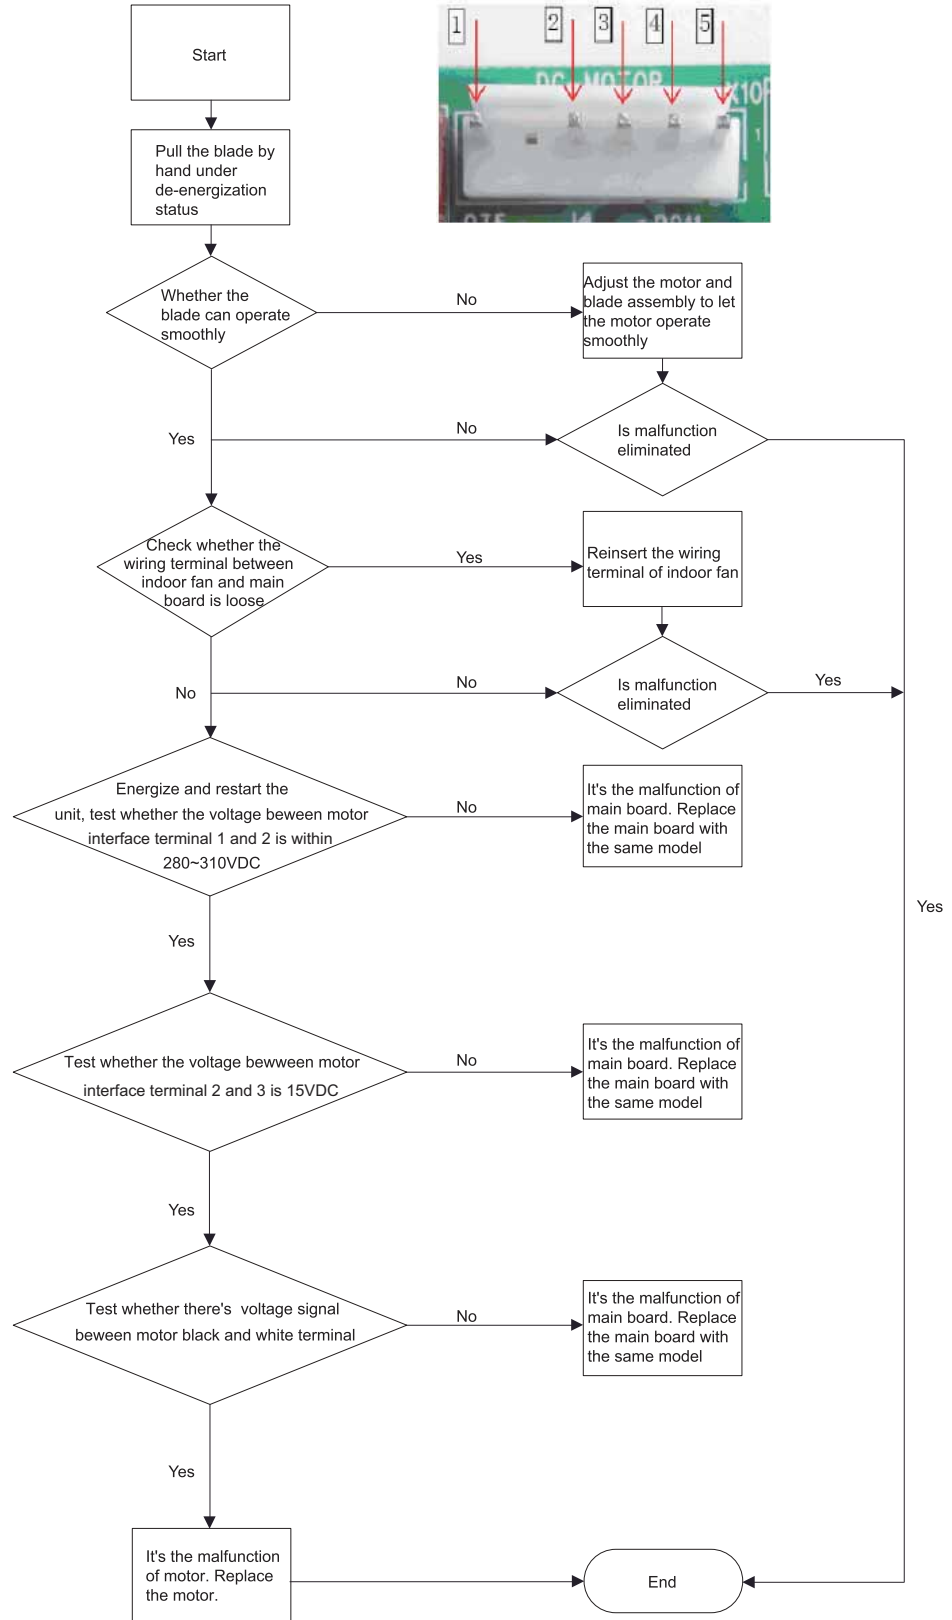 Start
1
2
3
4
5
DC-MOTOR
1
Pull the blade by
hand under
de-energization
status
Whether the
blade can operate
smoothly
No
Adjust the motor and
blade assembly to let
the motor operate
smoothly
Yes
No
Is malfunction
eliminated
Check whether the
wiring terminal between
indoor fan and main
board is loose
Yes
Reinsert the wiring
terminal of indoor fan
No
No
Is malfunction
eliminated
Yes
Energize and restart the
unit, test whether the voltage beween motor
interface terminal 1 and 2 is within
280~310VDC
No
It's the malfunction of
main board. Replace
the main board with
the same model
Yes
Yes
Test whether the voltage bewween motor
interface terminal 2 and 3 is 15VDC
No
It's the malfunction of
main board. Replace
the main board with
the same model
Yes
Test whether there's voltage signal
beween motor black and white terminal
No
It's the malfunction of
main board. Replace
the main board with
the same model
Yes
It's the malfunction
of motor. Replace
the motor.
End